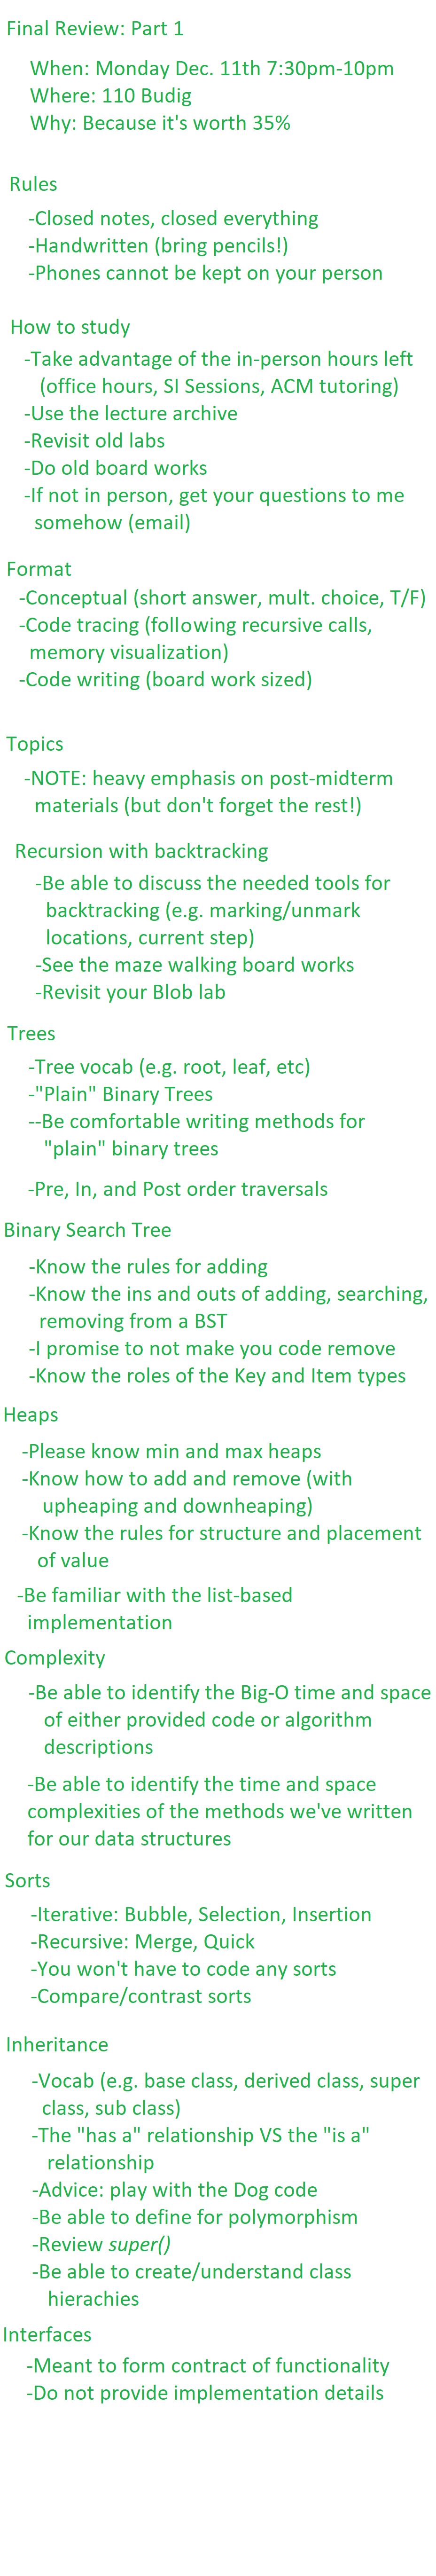 Final Review: Part 1
When: Monday Dec. 11th 7:30pm-10pm
Where: 110 Budig
Why: Because it's worth 35%
Rules
-Closed notes, closed everything
-Handwritten (bring pencils!)
-Phones cannot be kept on your person
How to study
-Take advantage of the in-person hours left
(office hours, SI Sessions, ACM tutoring)
-Use the lecture archive
-Revisit old labs
-Do old board works
-If not in person, get your questions to me
somehow (email)
Format
-Conceptual (short answer, mult. choice, T/F)
-Code tracing (following recursive calls,
memory visualization)
-Code writing (board work sized)
Topics
-NOTE: heavy emphasis on post-midterm
materials (but don't forget the rest!)
Recursion with backtracking
-Be able to discuss the needed tools for
backtracking (e.g. marking/unmark
locations, current step)
-See the maze walking board works
-Revisit your Blob lab
Trees
-Tree vocab (e.g. root, leaf, etc)
-"Plain" Binary Trees
--Be comfortable writing methods for
"plain" binary trees
-Pre, In, and Post order traversals
Binary Search Tree
-Know the rules for adding
-Know the ins and outs of adding, searching,
removing from a BST
-I promise to not make you code remove
-Know the roles of the Key and Item types
Heaps
-Please know min and max heaps
-Know how to add and remove (with
upheaping and downheaping)
-Know the rules for structure and placement
of value
-Be familiar with the list-based
implementation
Complexity
-Be able to identify the Big-O time and space
of either provided code or algorithm
descriptions
-Be able to identify the time and space
complexities of the methods we've written
for our data structures
Sorts
-Iterative: Bubble, Selection, Insertion
-Recursive: Merge, Quick
-You won't have to code any sorts
-Compare/contrast sorts
Inheritance
-Vocab (e.g. base class, derived class, super
class, sub class)
-The "has a" relationship VS the "is a"
relationship
-Advice: play with the Dog code
-Be able to define for polymorphism
-Review super()
-Be able to create/understand class
hierachies
Interfaces
-Meant to form contract of functionality
-Do not provide implementation details